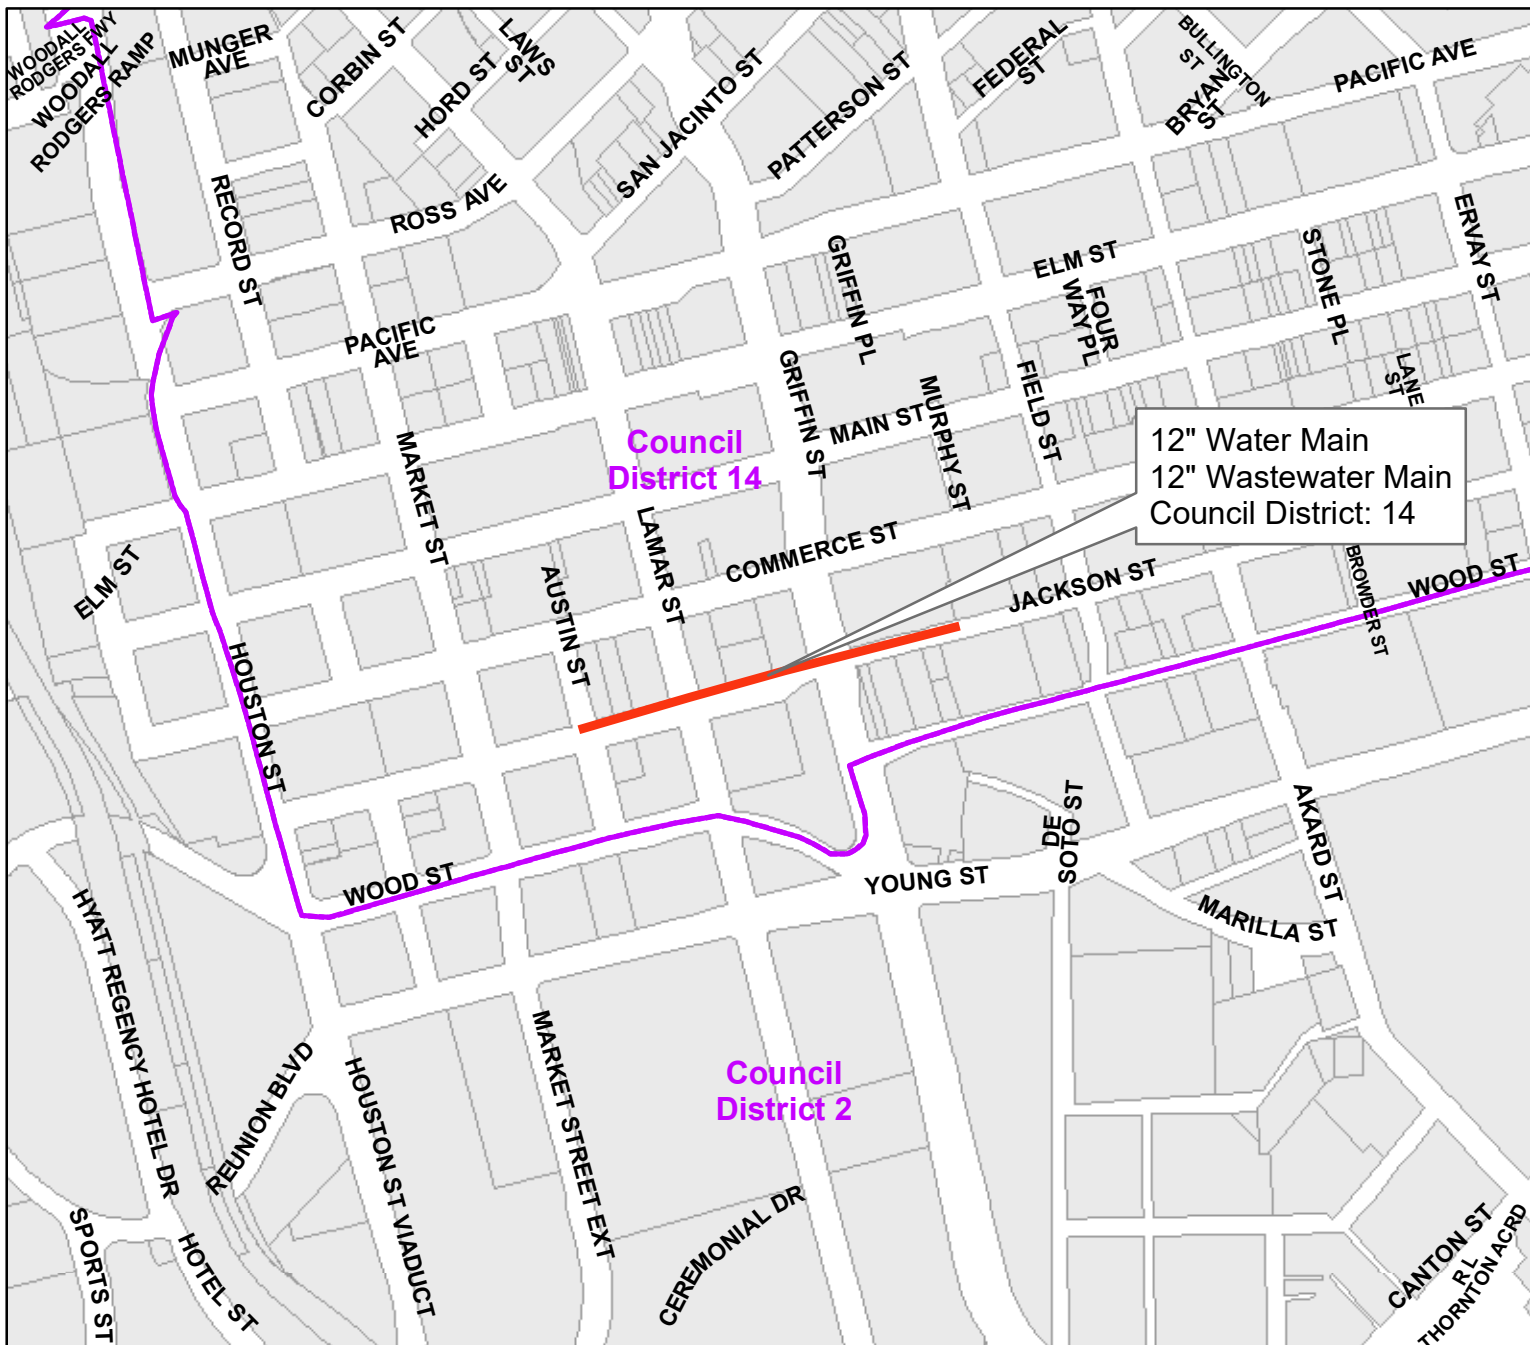 WOODALL
RODGERS FWY
WOODALL
RODGERS RAMP
MUNGER
AVE
CORBIN ST
HORD ST
LAWS
ST
SAN JACINTO ST
PATTERSON ST
FEDERAL
ST
BULLINGTON
ST
BRYAN
ST
PACIFIC AVE
RECORD ST
ROSS AVE
GRIFFIN PL
ELM ST
FOUR
WAY PL
STONE PL
ERVAY ST
PACIFIC
AVE
GRIFFIN ST
MAIN ST
MURPHY ST
FIELD ST
LANE
ST
MARKET ST
Council
District 14
12" Water Main
12" Wastewater Main
Council District: 14
LAMAR ST
COMMERCE ST
ELM ST
AUSTIN ST
JACKSON ST
BROWDER ST
WOOD ST
HOUSTON ST
WOOD ST
YOUNG ST
DE
SOTO ST
AKARD ST
MARILLA ST
HYATT REGENCY HOTEL DR
REUNION BLVD
HOUSTON ST VIADUCT
MARKET STREET EXT
Council
District 2
CEREMONIAL DR
SPORTS ST
HOTEL ST
CANTON ST
R L
THORNTON ACRD